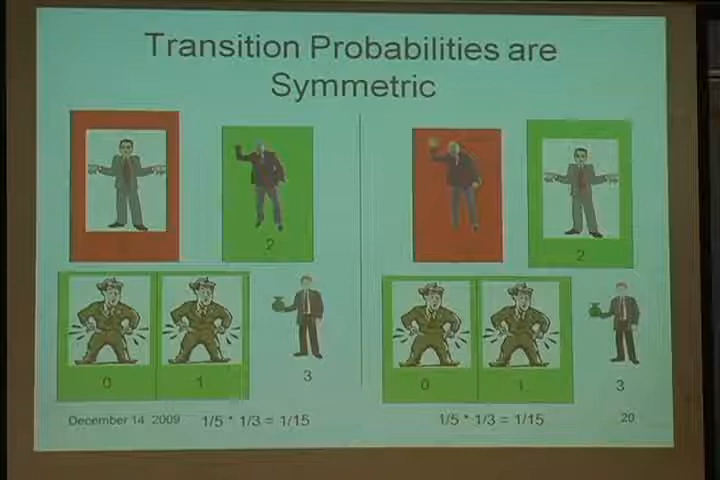 Transition Probabilities are
Symmetric
2
2
0 1 3
0 1 3
December 14, 2009 1/5 * 1/3 = 1/15 1/5 * 1/3 = 1/15 20